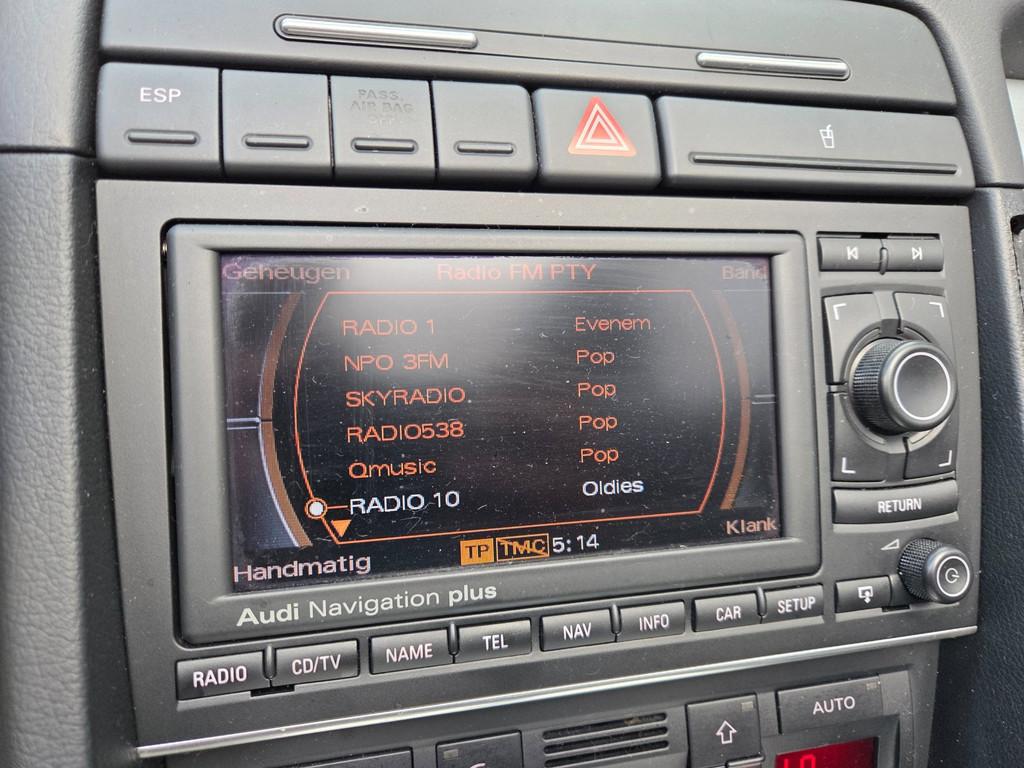 ESP
PASS.
AIR BAG
OFF
Geheugen Radio FM PTY Band
RADIO 1 Evenem.
NPO 3FM Pop
SKYRADIO. Pop
RADIO538 Pop
Qmusic Pop
RADIO 10 Oldies
Handmatig TP TMC 5:14 Klank
RETURN
Audi Navigation plus
RADIO CD/TV NAME TEL NAV INFO CAR SETUP
AUTO
LO